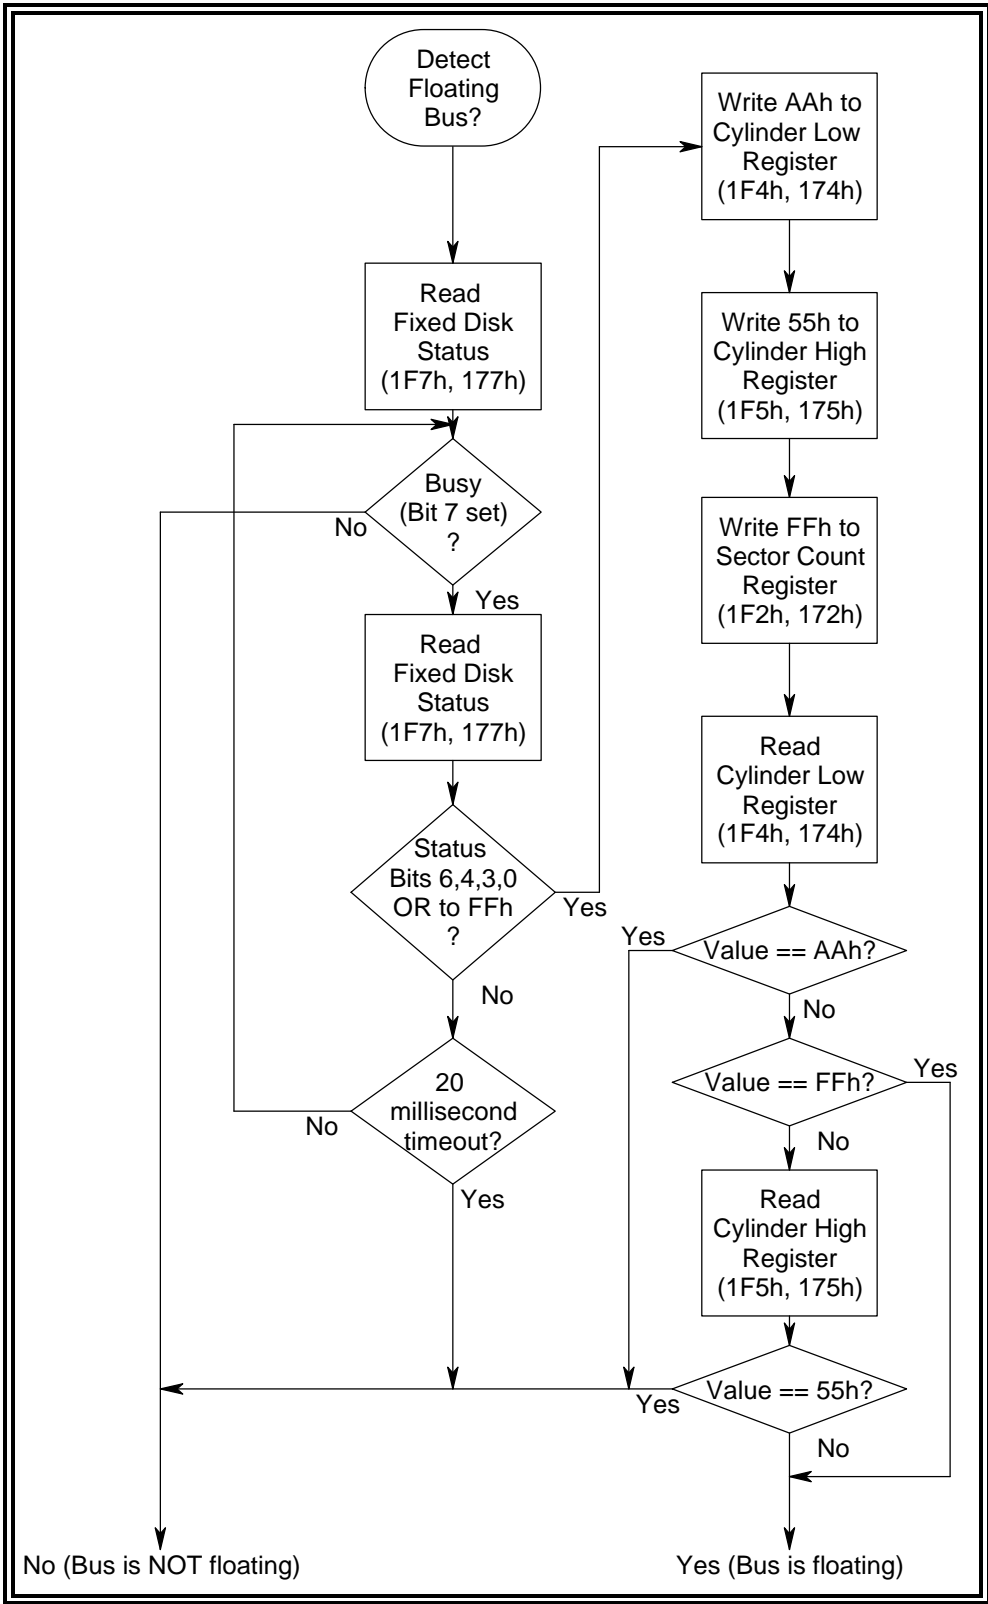 Detect
Floating
Bus?
Read
Fixed Disk
Status
(1F7h, 177h)
Busy
(Bit 7 set)
?
No
Yes
Read
Fixed Disk
Status
(1F7h, 177h)
Status
Bits 6,4,3,0
OR to FFh
?
Yes
No
20
millisecond
timeout?
No
Yes
Write AAh to
Cylinder Low
Register
(1F4h, 174h)
Write 55h to
Cylinder High
Register
(1F5h, 175h)
Write FFh to
Sector Count
Register
(1F2h, 172h)
Read
Cylinder Low
Register
(1F4h, 174h)
Yes
Value == AAh?
No
Value == FFh?
Yes
No
Read
Cylinder High
Register
(1F5h, 175h)
Value == 55h?
Yes
No
No (Bus is NOT floating)
Yes (Bus is floating)